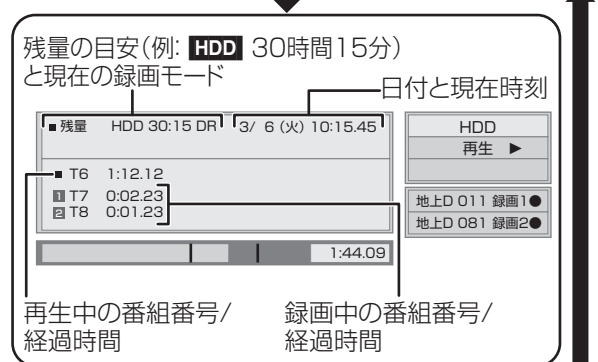 残量の目安(例: HDD 30時間15分)
と現在の録画モード
日付と現在時刻
■残量 HDD 30:15 DR 3/ 6 (火) 10:15.45
HDD
再生 ▶
■ T6 1:12.12
1 T7 0:02.23
2 T8 0:01.23
地上D 011 録画1●
地上D 081 録画2●
1:44.09
再生中の番組番号/
経過時間
録画中の番組番号/
経過時間